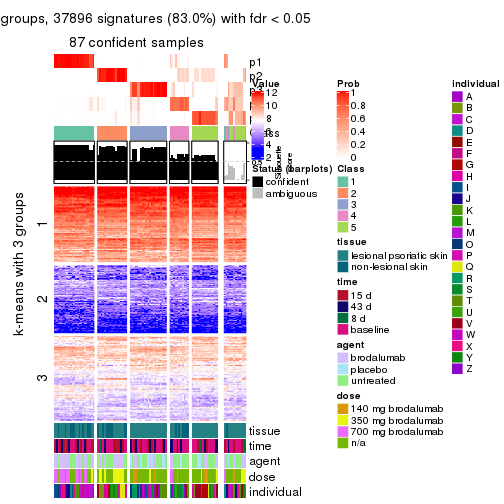 groups, 37896 signatures (83.0%) with fdr < 0.05
87 confident samples
p1
p2
Value
12
10
8
6
4
2
Silhouette
score
Status (barplots)
confident
ambiguous
Prob
1
0.8
0.6
0.4
0.2
0
Class
1
2
3
4
5
tissue
lesional psoriatic skin
non-lesional skin
time
15 d
43 d
8 d
baseline
agent
brodalumab
placebo
untreated
dose
140 mg brodalumab
350 mg brodalumab
700 mg brodalumab
n/a
individual
A
B
C
D
E
F
G
H
I
J
K
L
M
O
P
Q
R
S
T
U
V
W
X
Y
Z
k-means with 3 groups
1
2
3
tissue
time
agent
dose
individual